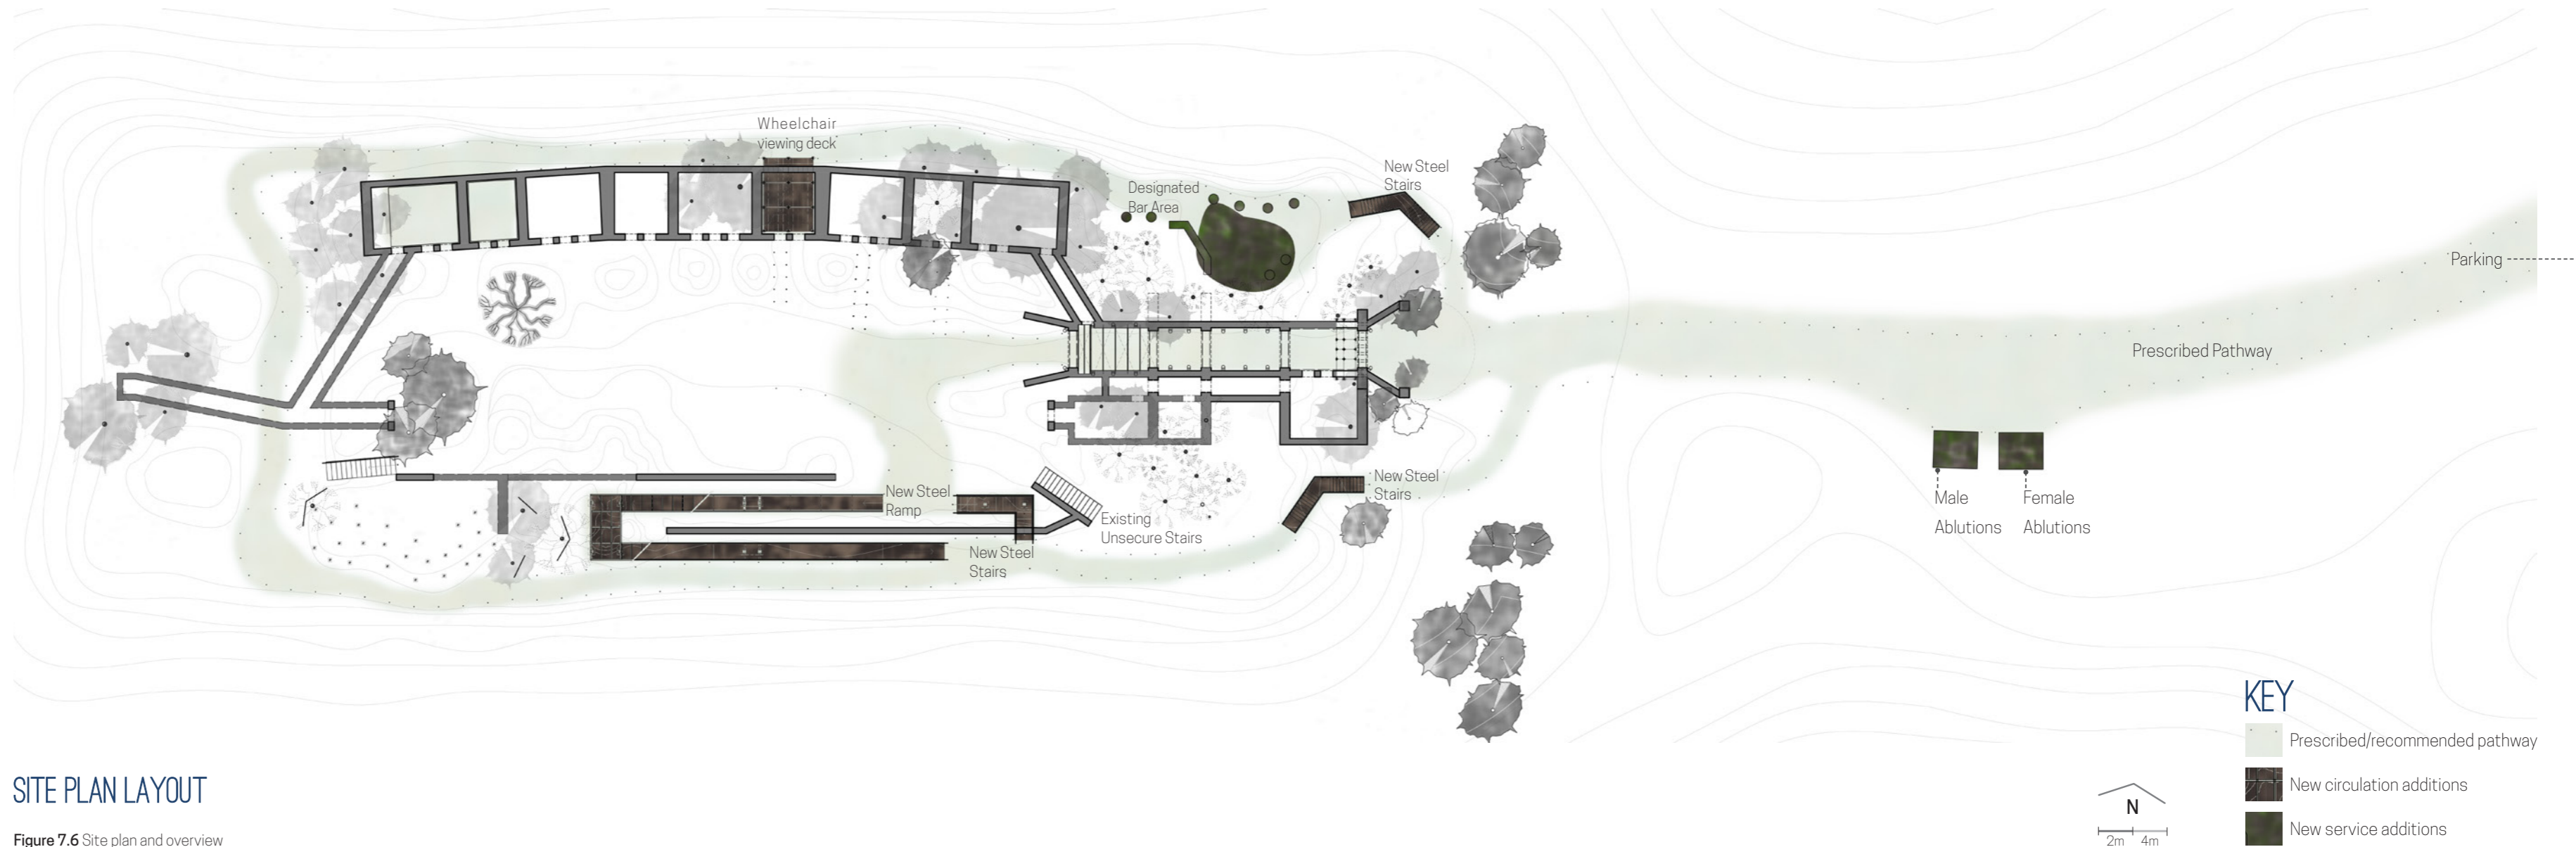 Wheelchair
viewing deck
Designated
Bar Area
New Steel
Stairs
Parking
Prescribed Pathway
New Steel
Ramp
New Steel
Stairs
Existing
Unsecure Stairs
New Steel
Stairs
Male
Ablutions
Female
Ablutions
KEY
Prescribed/recommended pathway
New circulation additions
New service additions
N
2m 4m
SITE PLAN LAYOUT
Figure 7.6 Site plan and overview